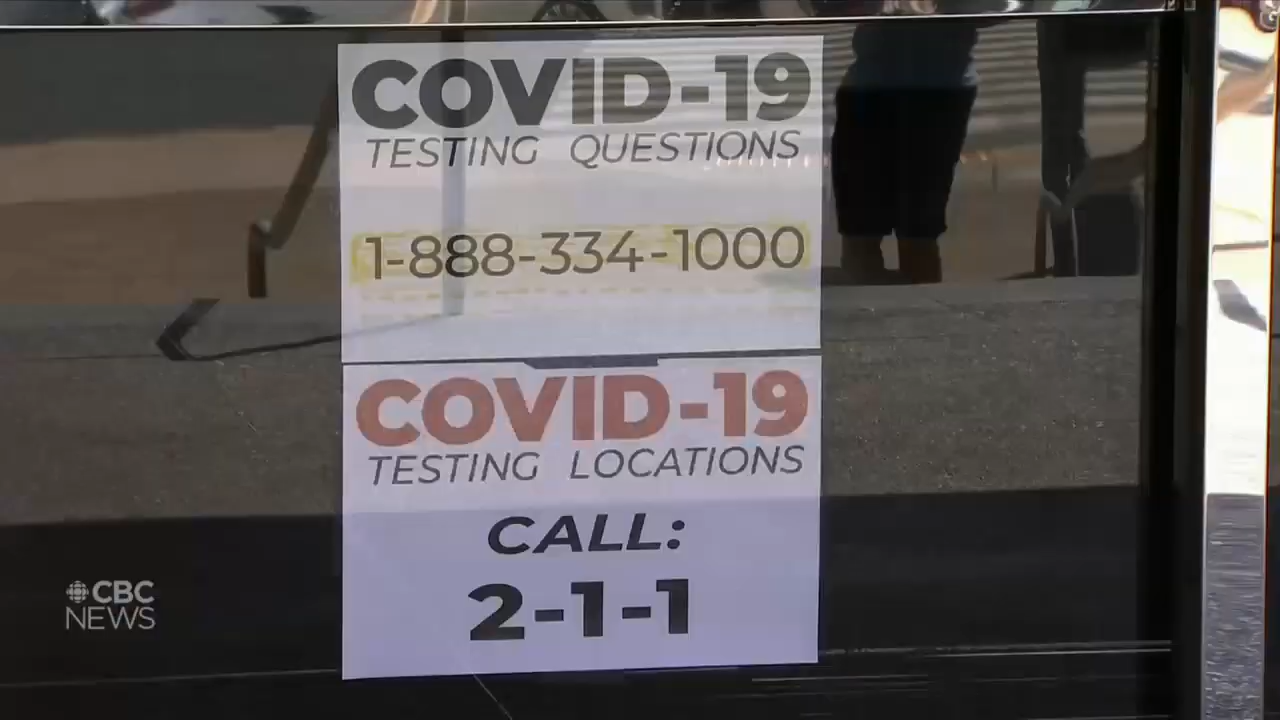 COVID-19
TESTING QUESTIONS
1-888-334-1000
COVID-19
TESTING LOCATIONS
CALL:
2-1-1
CBC
NEWS